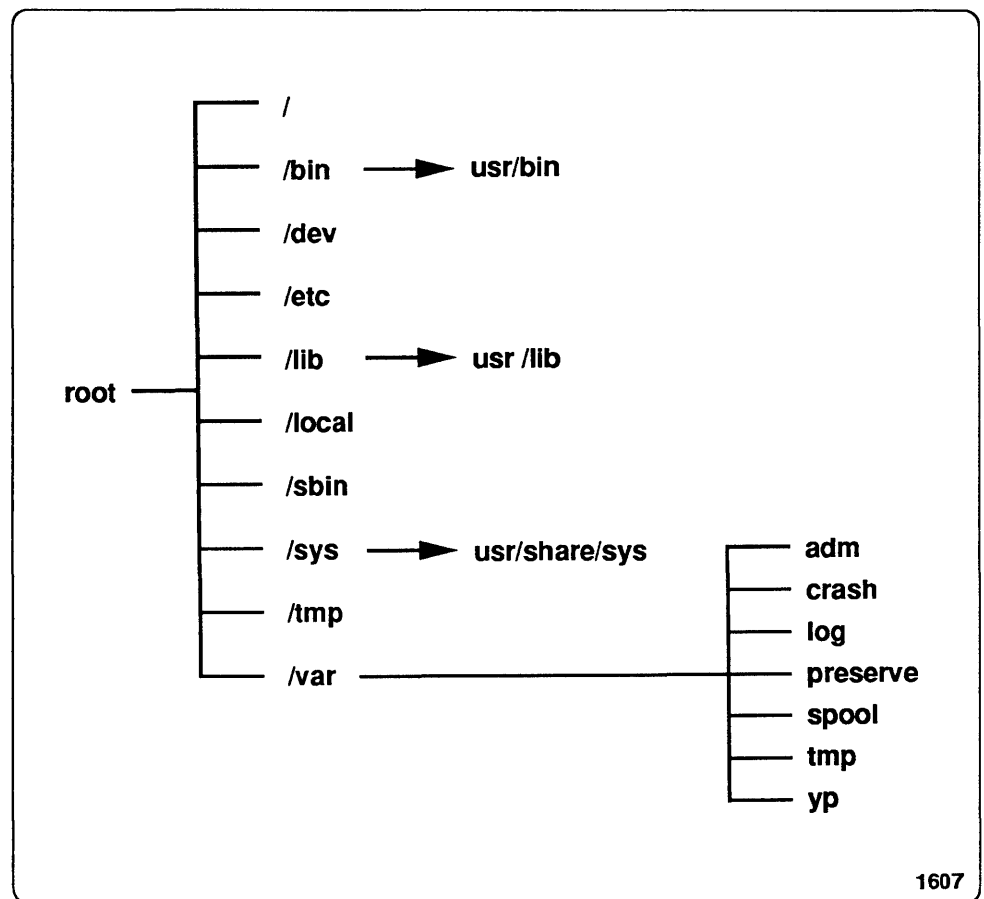 /
/bin usr/bin
/dev
/etc
/lib usr /lib
root
/local
/sbin
/sys usr/share/sys
/tmp
/var
adm
crash
log
preserve
spool
tmp
yp
1607